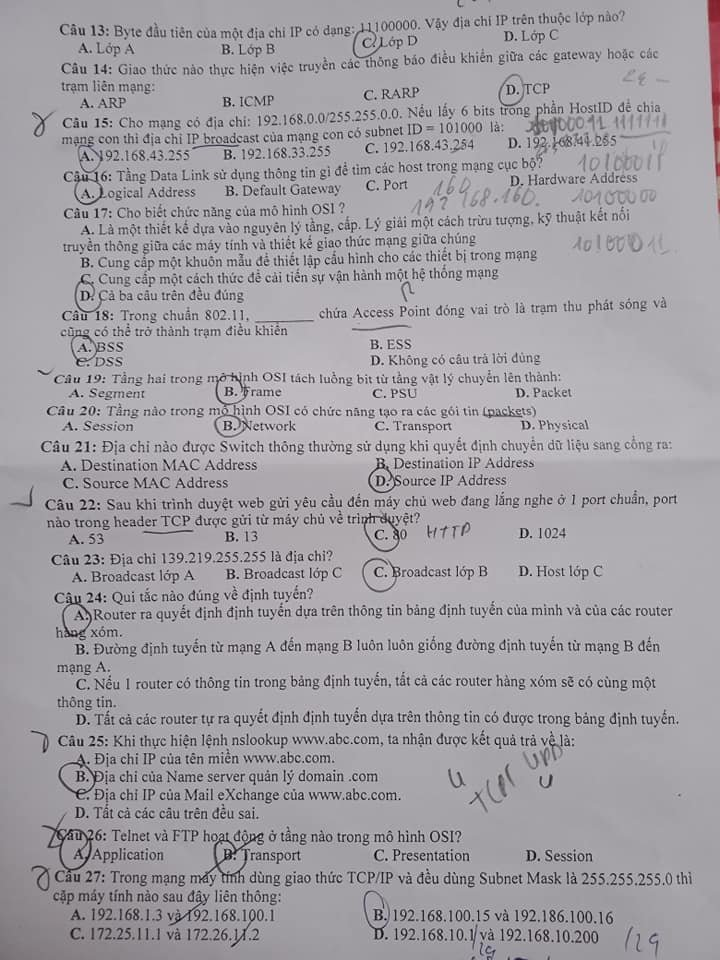 Câu 13: Byte đầu tiên của một địa chỉ IP có dạng: 11100000. Vậy địa chỉ IP trên thuộc lớp nào?
A. Lớp A B. Lớp B C. Lớp D D. Lớp C
Câu 14: Giao thức nào thực hiện việc truyền các thông báo điều khiển giữa các gateway hoặc các
trạm liên mạng:
A. ARP B. ICMP C. RARP D. TCP
Câu 15: Cho mạng có địa chỉ: 192.168.0.0/255.255.0.0. Nếu lấy 6 bits trong phần HostID để chia
mạng con thì địa chỉ IP broadcast của mạng con có subnet ID = 101000 là:
A. 192.168.43.255 B. 192.168.33.255 C. 192.168.43.254 D. 192.168.44.255
Câu 16: Tầng Data Link sử dụng thông tin gì để tìm các host trong mạng cục bộ?
A. Logical Address B. Default Gateway C. Port D. Hardware Address
160
192 168.160.
10100000
Câu 17: Cho biết chức năng của mô hình OSI ?
A. Là một thiết kế dựa vào nguyên lý tầng, cấp. Lý giải một cách trừu tượng, kỹ thuật kết nối
truyền thông giữa các máy tính và thiết kế giao thức mạng giữa chúng
10100011
B. Cung cấp một khuôn mẫu để thiết lập cấu hình cho các thiết bị trong mạng
C. Cung cấp một cách thức để cải tiến sự vận hành một hệ thống mạng
D. Cả ba câu trên đều đúng
Câu 18: Trong chuẩn 802.11, ________ chứa Access Point đóng vai trò là trạm thu phát sóng và
cũng có thể trở thành trạm điều khiển
A. BSS B. ESS
C. DSS D. Không có câu trả lời đúng
Câu 19: Tầng hai trong mô hình OSI tách luồng bit từ tầng vật lý chuyển lên thành:
A. Segment B. Frame C. PSU D. Packet
Câu 20: Tầng nào trong mô hình OSI có chức năng tạo ra các gói tin (packets)
A. Session B. Network C. Transport D. Physical
Câu 21: Địa chỉ nào được Switch thông thường sử dụng khi quyết định chuyển dữ liệu sang cổng ra:
A. Destination MAC Address B. Destination IP Address
C. Source MAC Address D. Source IP Address
Câu 22: Sau khi trình duyệt web gửi yêu cầu đến máy chủ web đang lắng nghe ở 1 port chuẩn, port
nào trong header TCP được gửi từ máy chủ về trình duyệt?
A. 53 B. 13 C. 80 HTTP D. 1024
Câu 23: Địa chỉ 139.219.255.255 là địa chỉ?
A. Broadcast lớp A B. Broadcast lớp C C. Broadcast lớp B D. Host lớp C
Câu 24: Qui tắc nào đúng về định tuyến?
A. Router ra quyết định định tuyến dựa trên thông tin bảng định tuyến của mình và của các router
hàng xóm.
B. Đường định tuyến từ mạng A đến mạng B luôn luôn giống đường định tuyến từ mạng B đến
mạng A.
C. Nếu 1 router có thông tin trong bảng định tuyến, tất cả các router hàng xóm sẽ có cùng một
thông tin.
D. Tất cả các router tự ra quyết định định tuyến dựa trên thông tin có được trong bảng định tuyến.
Câu 25: Khi thực hiện lệnh nslookup www.abc.com, ta nhận được kết quả trả về là:
A. Địa chỉ IP của tên miền www.abc.com.
B. Địa chỉ của Name server quản lý domain .com
C. Địa chỉ IP của Mail eXchange của www.abc.com.
D. Tất cả các câu trên đều sai.
Câu 26: Telnet và FTP hoạt động ở tầng nào trong mô hình OSI?
A. Application B. Transport C. Presentation D. Session
Câu 27: Trong mạng máy tính dùng giao thức TCP/IP và đều dùng Subnet Mask là 255.255.255.0 thì
cặp máy tính nào sau đây liên thông:
A. 192.168.1.3 và 192.168.100.1 B. 192.168.100.15 và 192.186.100.16
C. 172.25.11.1 và 172.26.11.2 D. 192.168.10.1 và 192.168.10.200
/29